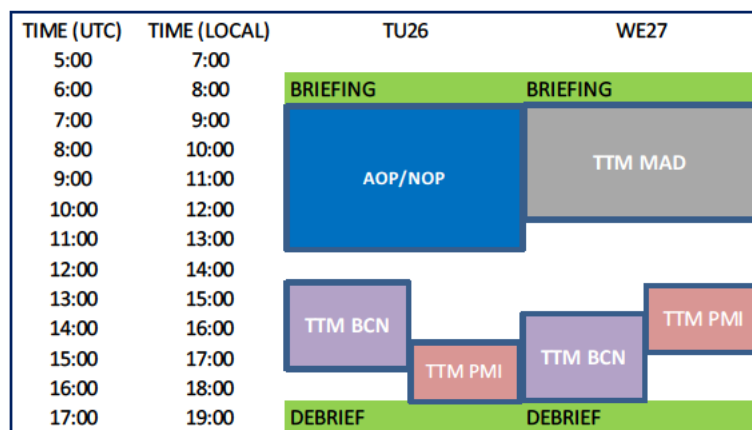 TIME (UTC) TIME (LOCAL) TU26 WE27
5:00 7:00
6:00 8:00 BRIEFING BRIEFING
7:00 9:00
8:00 10:00
TTM MAD
9:00 11:00 AOP/NOP
10:00 12:00
11:00 13:00
12:00 14:00
13:00 15:00
14:00 16:00 TTM BCN TTM PMI
15:00 17:00 TTM PMI TTM BCN
16:00 18:00
17:00 19:00 DEBRIEF DEBRIEF